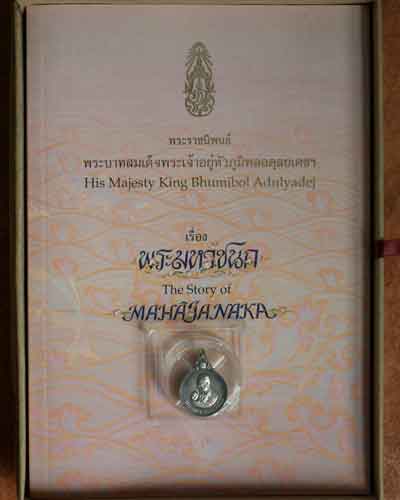 พระราชนิพนธ์
พระบาทสมเด็จพระเจ้าอยู่หัวภูมิพลอดุลยเดชฯ
His Majesty King Bhumibol Adulyadej
เรื่อง
พระมหาชนก
The Story of
MAHAJANAKA